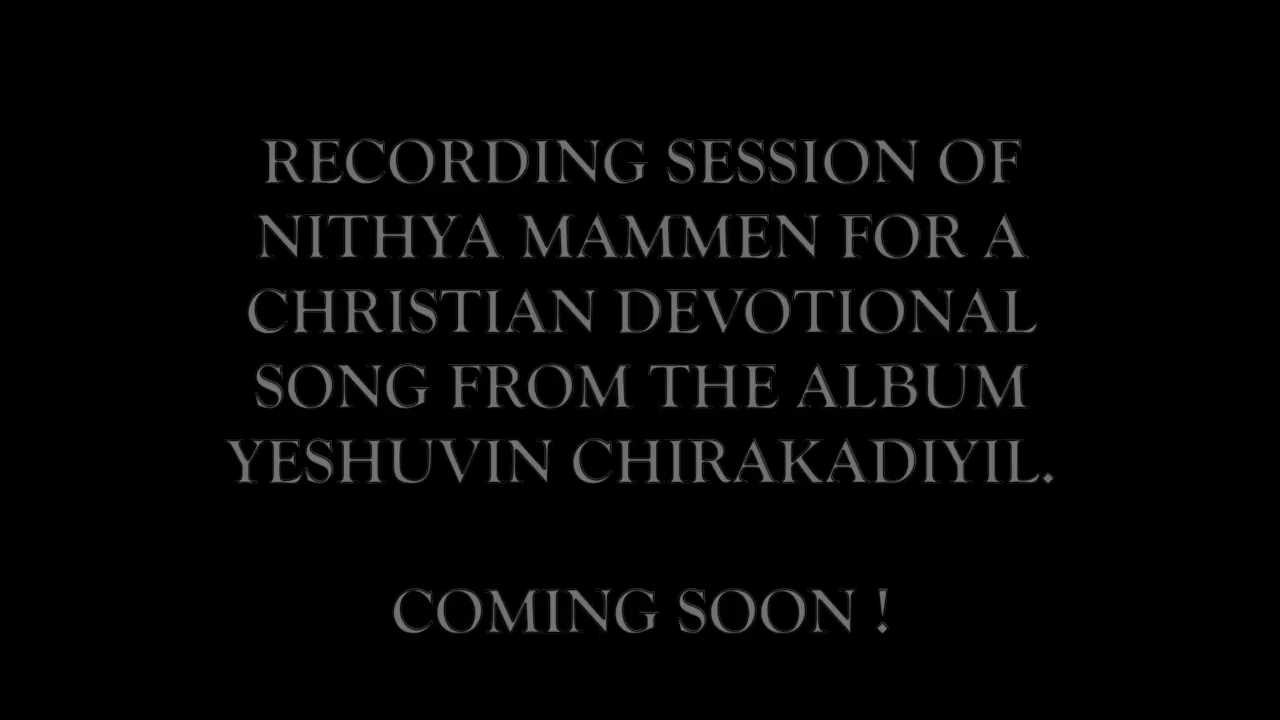 RECORDING SESSION OF
NITHYA MAMMEN FOR A
CHRISTIAN DEVOTIONAL
SONG FROM THE ALBUM
YESHUVIN CHIRAKADIYIL.
COMING SOON !